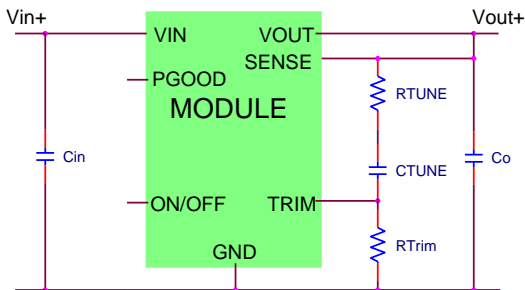 Vin+
Vout+
VIN
VOUT
SENSE
PGOOD
RTUNE
MODULE
Cin
CTUNE
Co
ON/OFF
TRIM
GND
RTrim